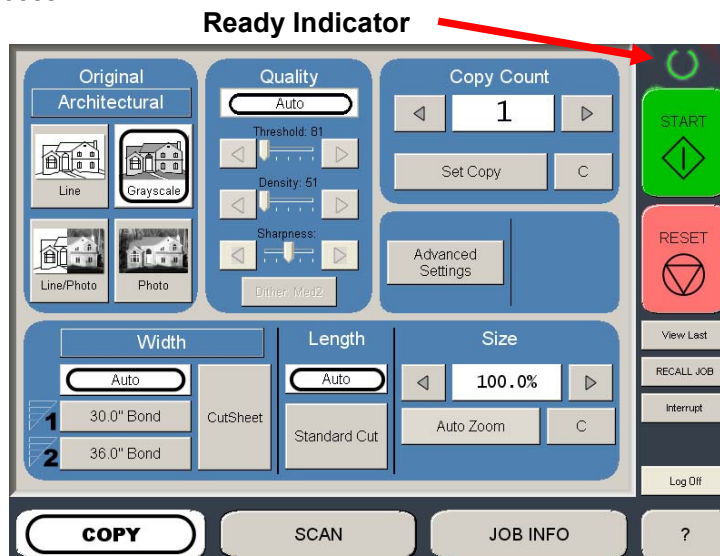 Ready Indicator
Original
Architectural
Line
Grayscale
Line/Photo
Photo
Quality
Auto
Threshold: 81
Density: 51
Sharpness:
Dither: Med2
Copy Count
1
Set Copy
C
Advanced
Settings
START
RESET
View Last
RECALL JOB
Interrupt
Log Off
Width
Auto
1
30.0" Bond
2
36.0" Bond
CutSheet
Length
Auto
Standard Cut
Size
100.0%
Auto Zoom
C
COPY
SCAN
JOB INFO
?